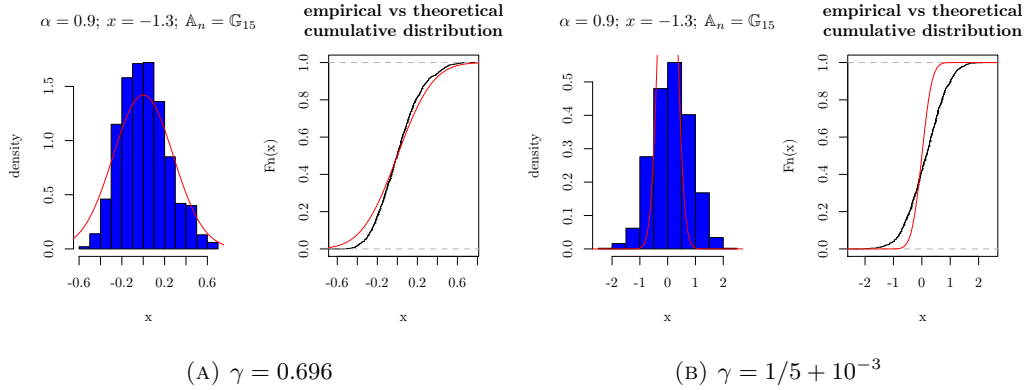 α = 0.9; x = −1.3; 𝔸ₙ = 𝔾₁₅
empirical vs theoretical
cumulative distribution
density
0.0
0.5
1.0
1.5
-0.6
-0.2
0.2
0.6
x
Fn(x)
0.0
0.2
0.4
0.6
0.8
1.0
-0.6
-0.2
0.2
0.6
x
(A) γ = 0.696
α = 0.9; x = −1.3; 𝔸ₙ = 𝔾₁₅
empirical vs theoretical
cumulative distribution
density
0.0
0.1
0.2
0.3
0.4
0.5
-2
-1
0
1
2
x
Fn(x)
0.0
0.2
0.4
0.6
0.8
1.0
-2
-1
0
1
2
x
(B) γ = 1/5 + 10⁻³